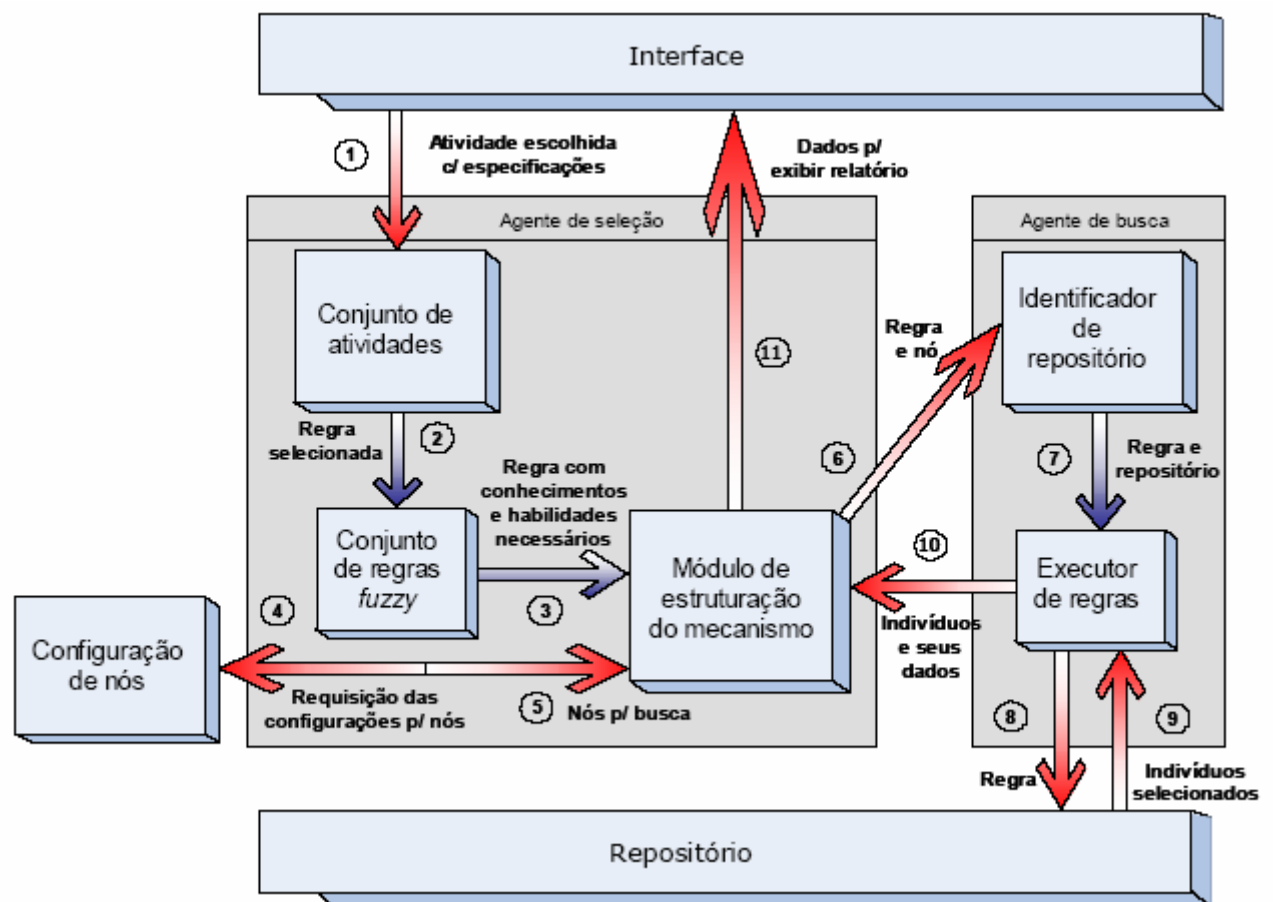 Interface
1
Atividade escolhida
c/ especificações
Dados p/
exibir relatório
Agente de seleção
Agente de busca
Conjunto de
atividades
Identificador
de
repositório
11
Regra
e nó
Regra
selecionada
2
6
7
Regra e
repositório
Regra com
conhecimentos
e habilidades
necessários
Conjunto
de regras
fuzzy
3
Módulo de
estruturação
do mecanismo
10
Executor
de regras
Indivíduos
e seus
dados
4
Configuração
de nós
Requisição das
configurações p/ nós
5
Nós p/ busca
8
9
Regra
Indivíduos
selecionados
Repositório